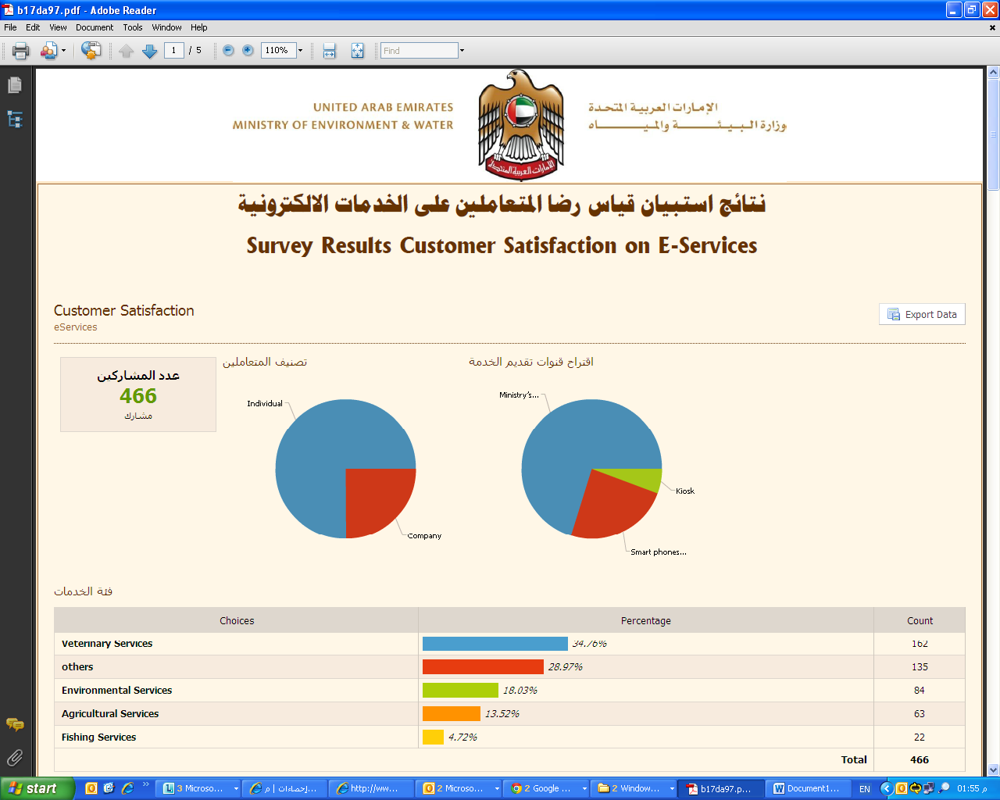 b17da97.pdf - Adobe Reader
File Edit View Document Tools Window Help
1 / 5 110% Find
UNITED ARAB EMIRATES
MINISTRY OF ENVIRONMENT & WATER
الإمارات العربية المتحدة
وزارة الـبـيـئـــــــة والميـــــــــاه
الإمارات العربية المتحدة
نتائج استبيان قياس رضا المتعاملين على الخدمات الالكترونية
Survey Results Customer Satisfaction on E-Services
Customer Satisfaction
eServices
Export Data
عدد المشاركين
466
مشارك
تصنيف المتعاملين
Individual
Company
اقتراح قنوات تقديم الخدمة
Ministry's...
Kiosk
Smart phones...
فئة الخدمات
Choices Percentage Count
Veterinary Services 34.76% 162
others 28.97% 135
Environmental Services 18.03% 84
Agricultural Services 13.52% 63
Fishing Services 4.72% 22
Total 466
start 3 Microso... إحصاءات | م... http://ww... 2 Microso... 2 Google ... 2 Window... b17da97.p... Document1... EN 01:55 م